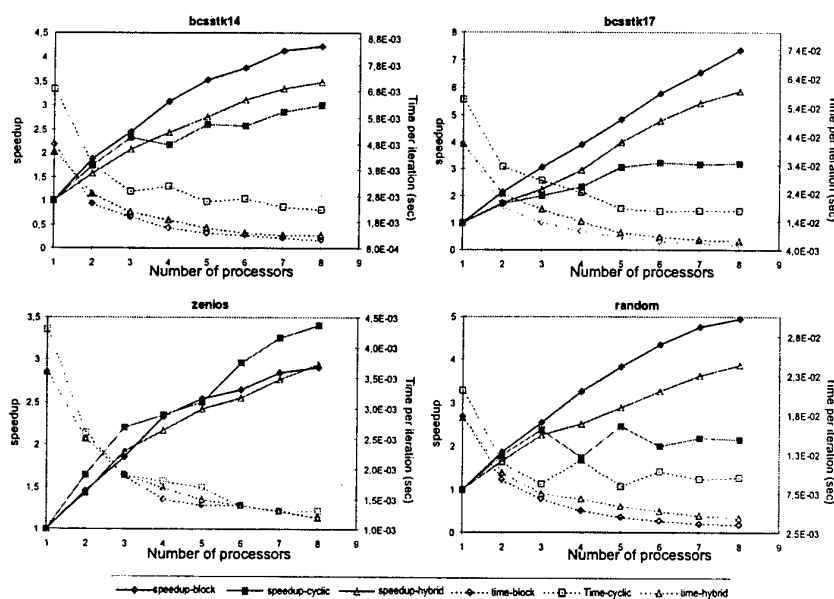 bcsstk14
4,5
4
3,5
3
2,5
2
1,5
1
0,5
0
speedup
8,8E-03
7,8E-03
6,8E-03
5,8E-03
4,8E-03
3,8E-03
2,8E-03
1,8E-03
8,0E-04
Time per iteration (sec)
1 2 3 4 5 6 7 8 9
Number of processors
bcsstk17
8
7
6
5
4
3
2
1
0
speedup
7,4E-02
6,4E-02
5,4E-02
4,4E-02
3,4E-02
2,4E-02
1,4E-02
4,0E-03
Time per iteration (sec)
1 2 3 4 5 6 7 8 9
Number of processors
zenios
3,5
3
2,5
2
1,5
1
speedup
4,5E-03
4,0E-03
3,5E-03
3,0E-03
2,5E-03
2,0E-03
1,5E-03
1,0E-03
Time per iteration (sec)
1 2 3 4 5 6 7 8 9
Number of processors
random
5
4
3
2
1
0
speedup
2,8E-02
2,3E-02
1,8E-02
1,3E-02
7,5E-03
2,5E-03
Time per iteration (sec)
1 2 3 4 5 6 7 8 9
Number of processors
speedup-block speedup-cyclic speedup-hybrid time-block Time-cyclic time-hybrid